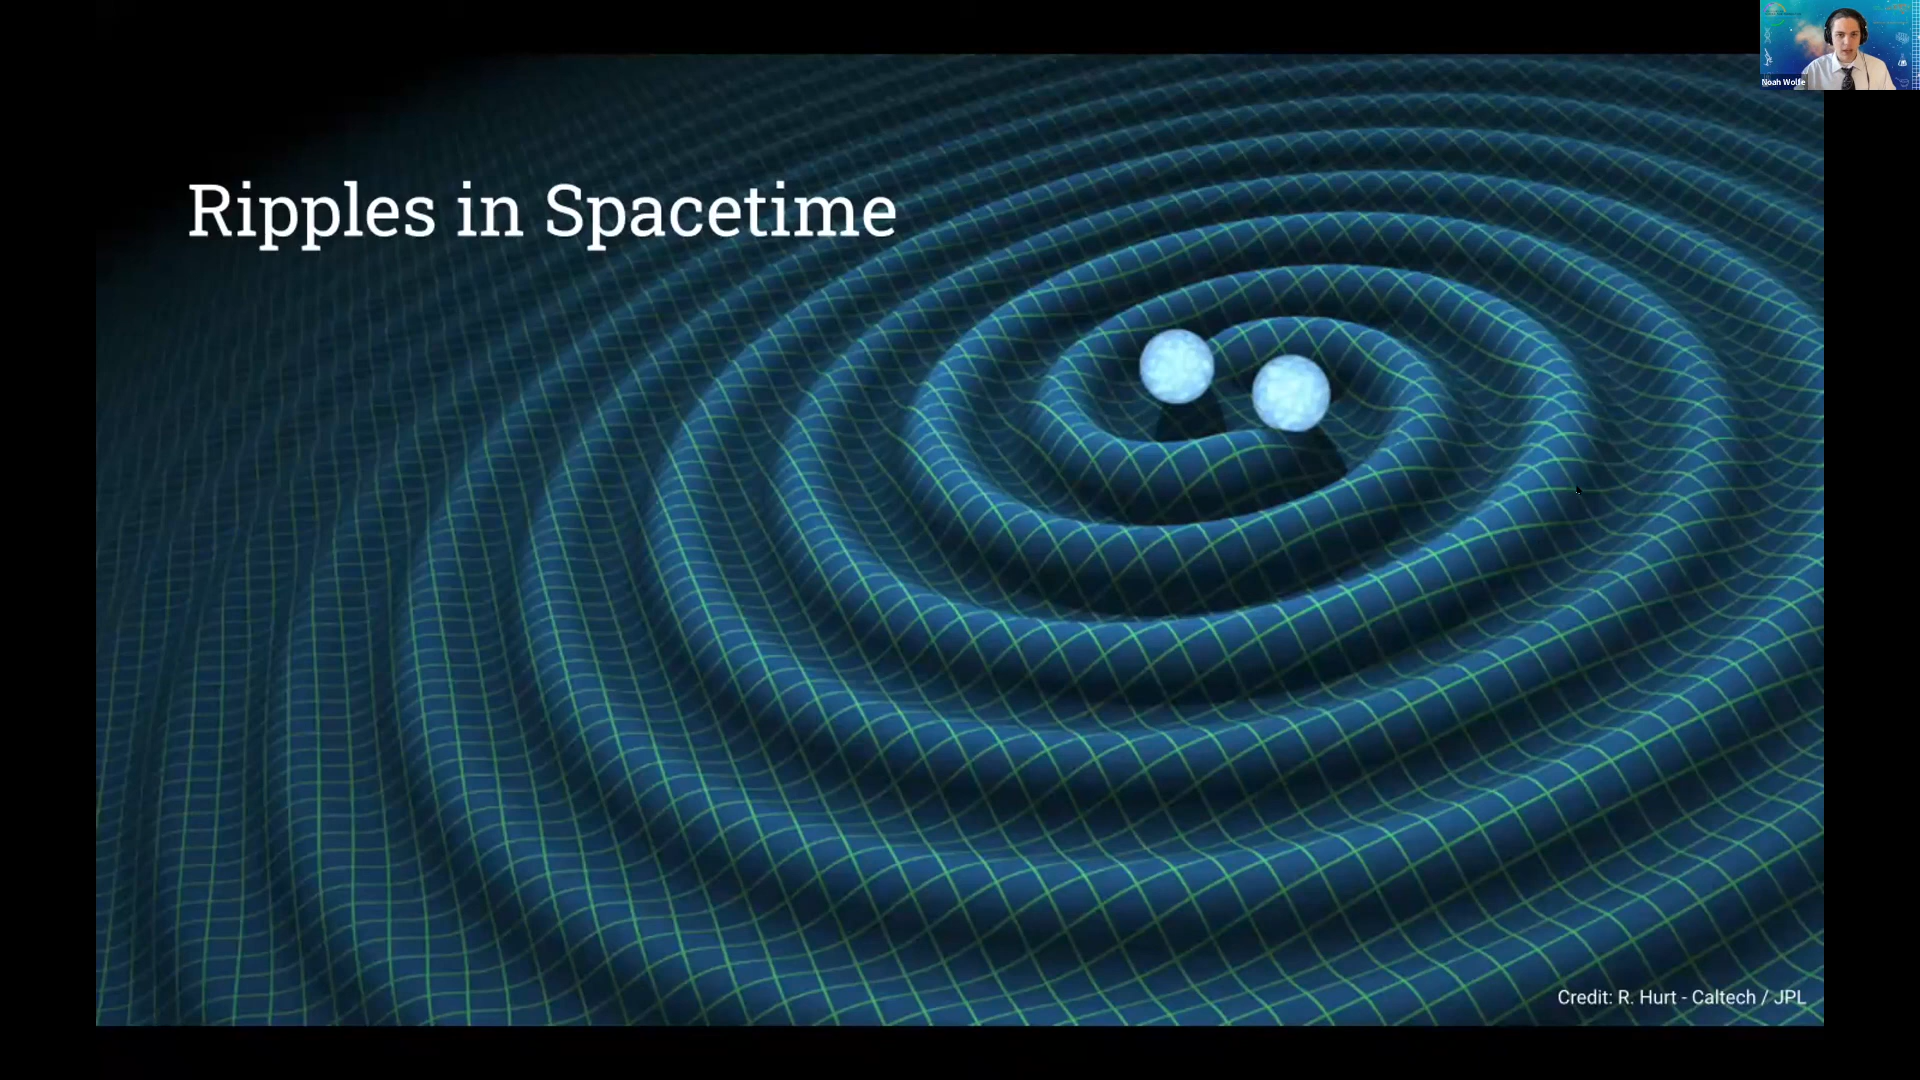 Noah Wolfe
Ripples in Spacetime
Credit: R. Hurt - Caltech / JPL